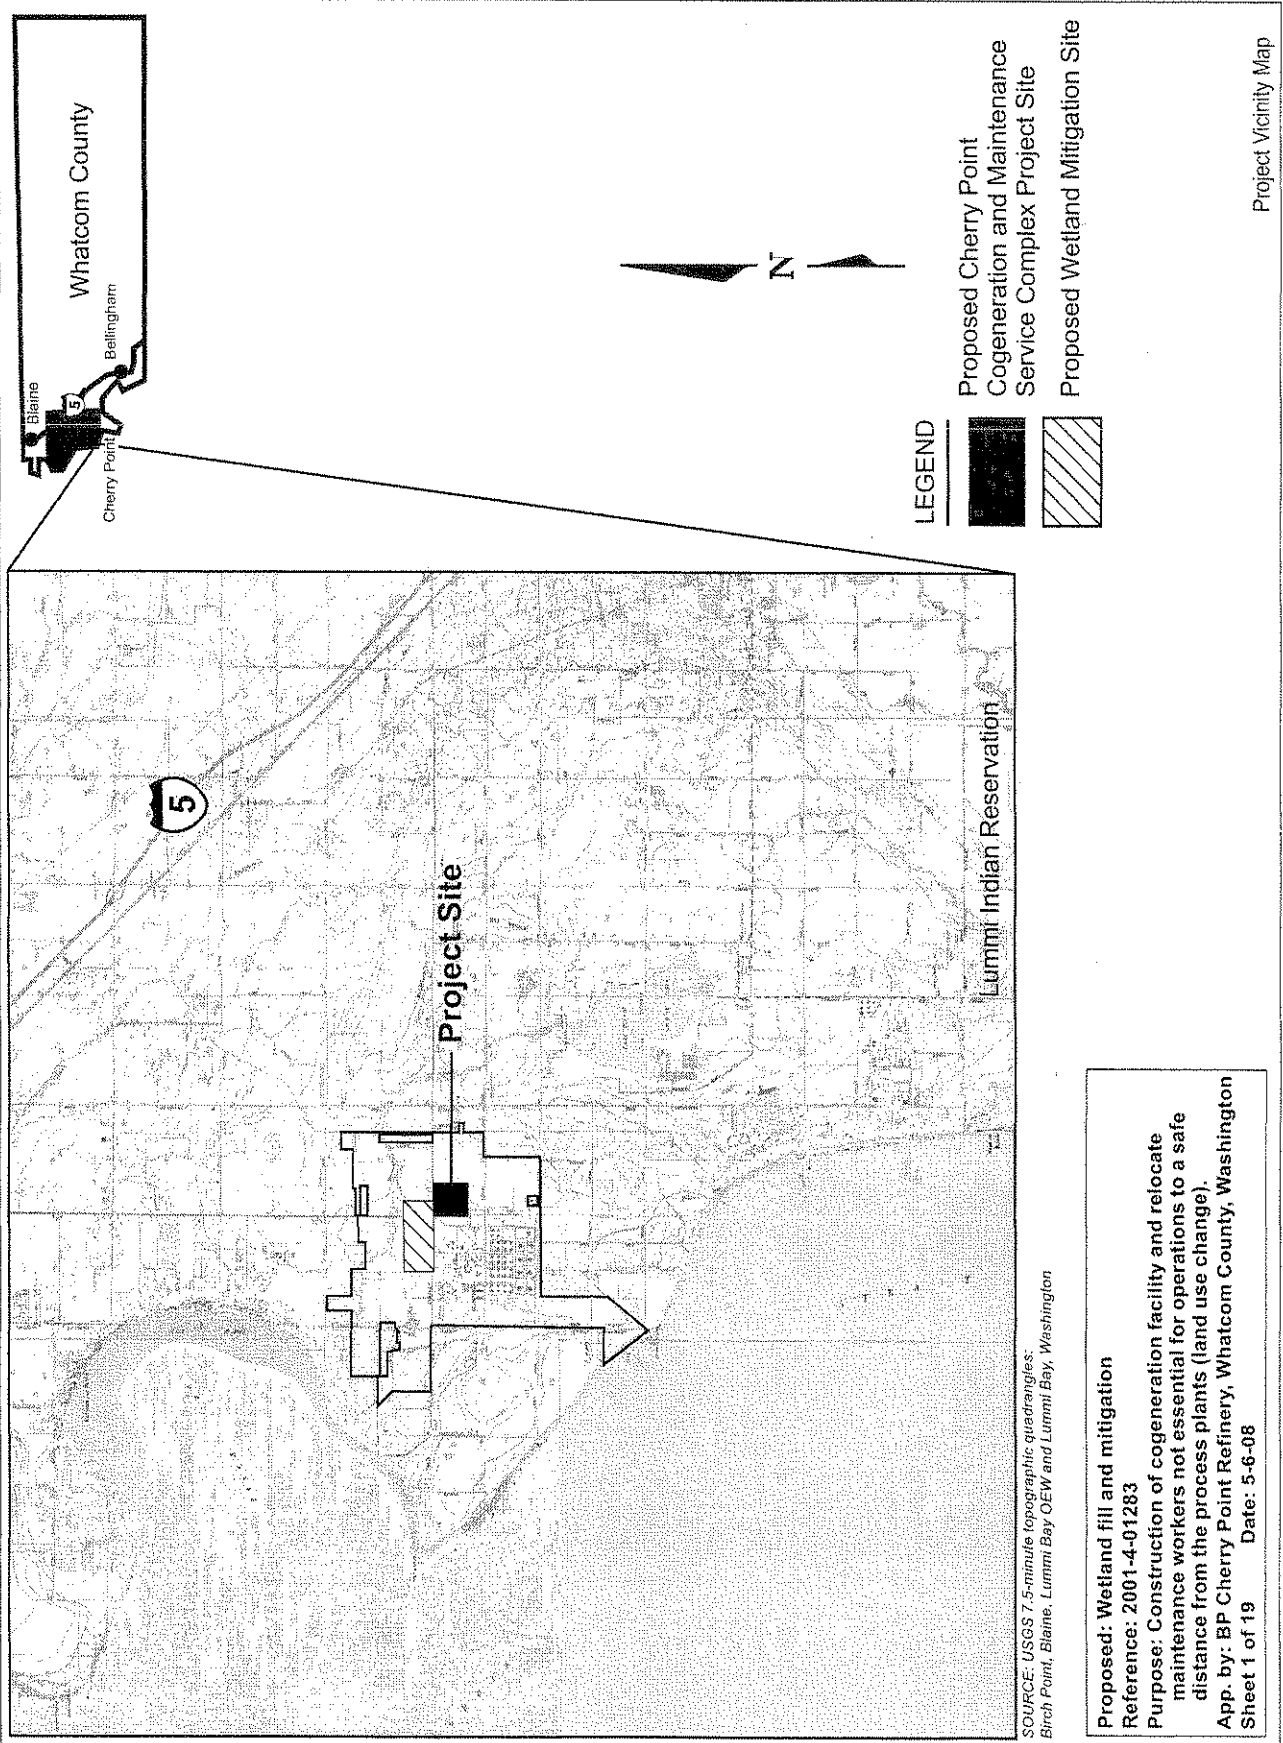 Whatcom County
Blaine
5
Bellingham
Cherry Point
5
Project Site
Lummi Indian Reservation
N
LEGEND
Proposed Cherry Point
Cogeneration and Maintenance
Service Complex Project Site
Proposed Wetland Mitigation Site
SOURCE: USGS 7.5-minute topographic quadrangles:
Birch Point, Blaine, Lummi Bay OEW and Lummi Bay, Washington
Proposed: Wetland fill and mitigation
Reference: 2001-4-01283
Purpose: Construction of cogeneration facility and relocate
maintenance workers not essential for operations to a safe
distance from the process plants (land use change).
App. by: BP Cherry Point Refinery, Whatcom County, Washington
Sheet 1 of 19 Date: 5-6-08
Project Vicinity Map